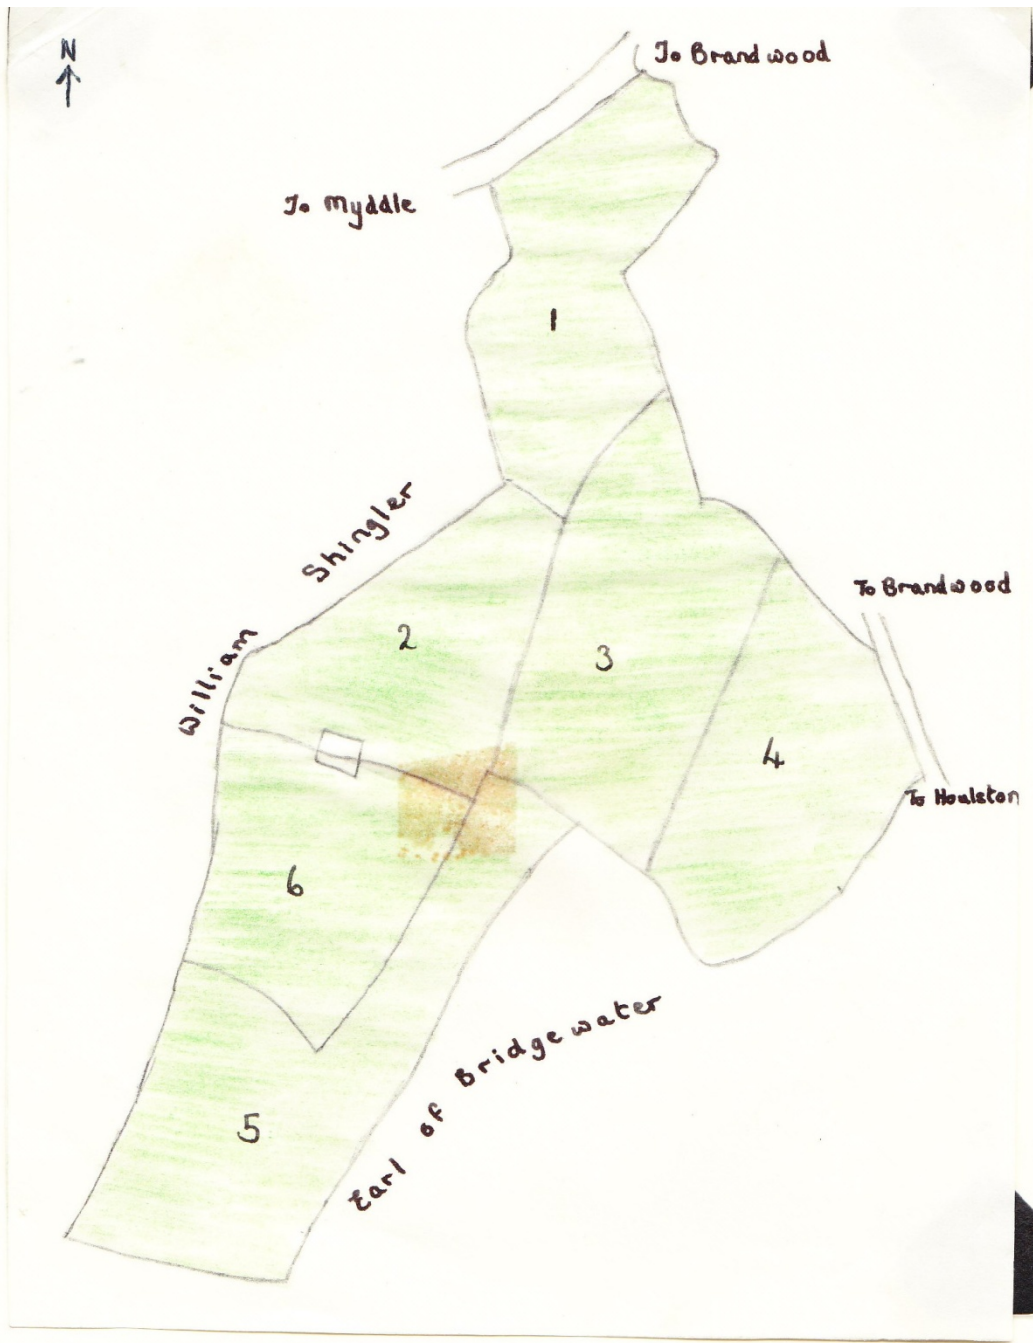 N
To Brandwood
To Myddle
1
William Shingler
2
3
To Brandwood
4
To Houlston
6
5
Earl of Bridgewater